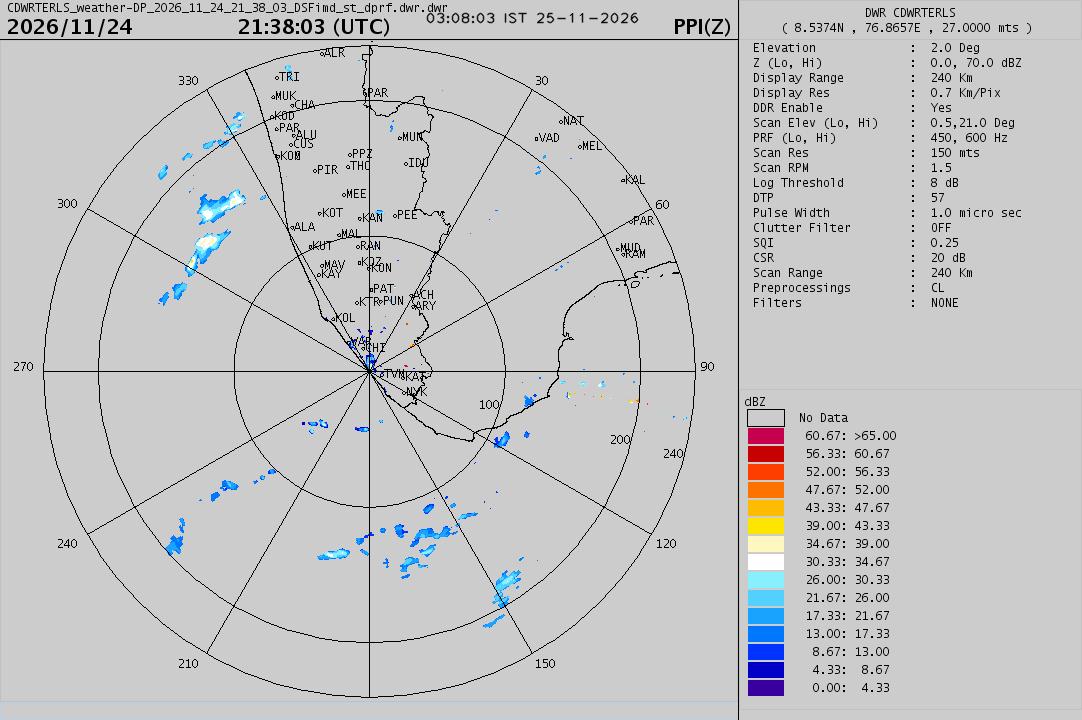 CDWRTERLS_weather-DP_2026_11_24_21_38_03_DSFimd_st_dprf.dwr.dwr
2026/11/24 21:38:03 (UTC) 03:08:03 IST 25-11-2026 PPI(Z)
DWR CDWRTERLS
( 8.5374N , 76.8657E , 27.0000 mts )
Elevation : 2.0 Deg
Z (Lo, Hi) : 0.0, 70.0 dBZ
Display Range : 240 Km
Display Res : 0.7 Km/Pix
DDR Enable : Yes
Scan Elev (Lo, Hi) : 0.5,21.0 Deg
PRF (Lo, Hi) : 450, 600 Hz
Scan Res : 150 mts
Scan RPM : 1.5
Log Threshold : 8 dB
DTP : 57
Pulse Width : 1.0 micro sec
Clutter Filter : OFF
SQI : 0.25
CSR : 20 dB
Scan Range : 240 Km
Preprocessings : CL
Filters : NONE
ALR
TRI
330
30
MUK
PAR
CHA
KOD
NAT
PAR
ALU
MUN
VAD
CUS
MEL
PPZ
THO
IDU
PIR
KAL
MEE
300
60
KOT
KAN
PEE
PAR
ALA
MAL
KUT
RAN
MUD
RAM
MAV
KOZ
KON
KAY
PAT
ACH
KTR
PUN
ARY
KOL
VAR
CHI
270
90
TVM
KAT
NYK
100
200
240
240
120
210
150
dBZ
No Data
60.67: >65.00
56.33: 60.67
52.00: 56.33
47.67: 52.00
43.33: 47.67
39.00: 43.33
34.67: 39.00
30.33: 34.67
26.00: 30.33
21.67: 26.00
17.33: 21.67
13.00: 17.33
8.67: 13.00
4.33: 8.67
0.00: 4.33